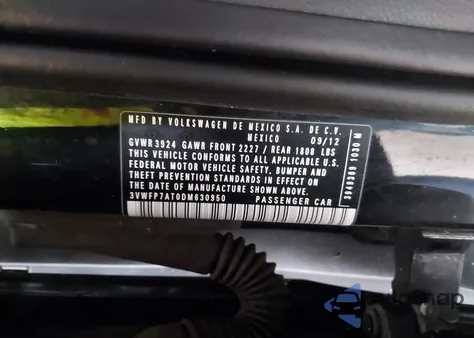 MFD BY VOLKSWAGEN DE MEXICO S.A. DE C.V.
MEXICO 09/12
GVWR 3924 GAWR FRONT 2227 / REAR 1808 LBS
THIS VEHICLE CONFORMS TO ALL APPLICABLE U.S.
FEDERAL MOTOR VEHICLE SAFETY, BUMPER AND
THEFT PREVENTION STANDARDS IN EFFECT ON
THE DATE OF MANUFACTURE SHOWN ABOVE.
3VWFP7AT0DM630950 PASSENGER CAR
1030 M